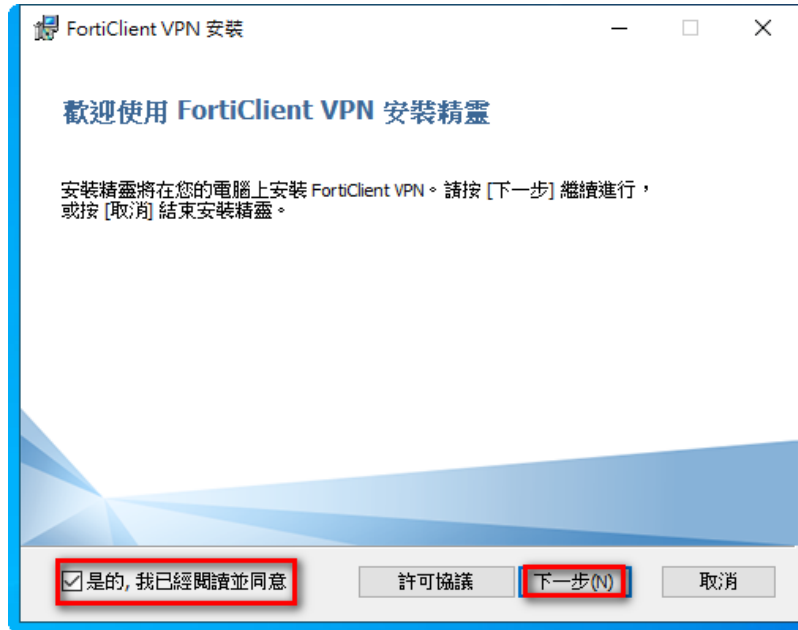 FortiClient VPN 安裝
歡迎使用 FortiClient VPN 安裝精靈
安裝精靈將在您的電腦上安裝 FortiClient VPN。請按 [下一步] 繼續進行，
或按 [取消] 結束安裝精靈。
是的, 我已經閱讀並同意 許可協議 下一步(N) 取消